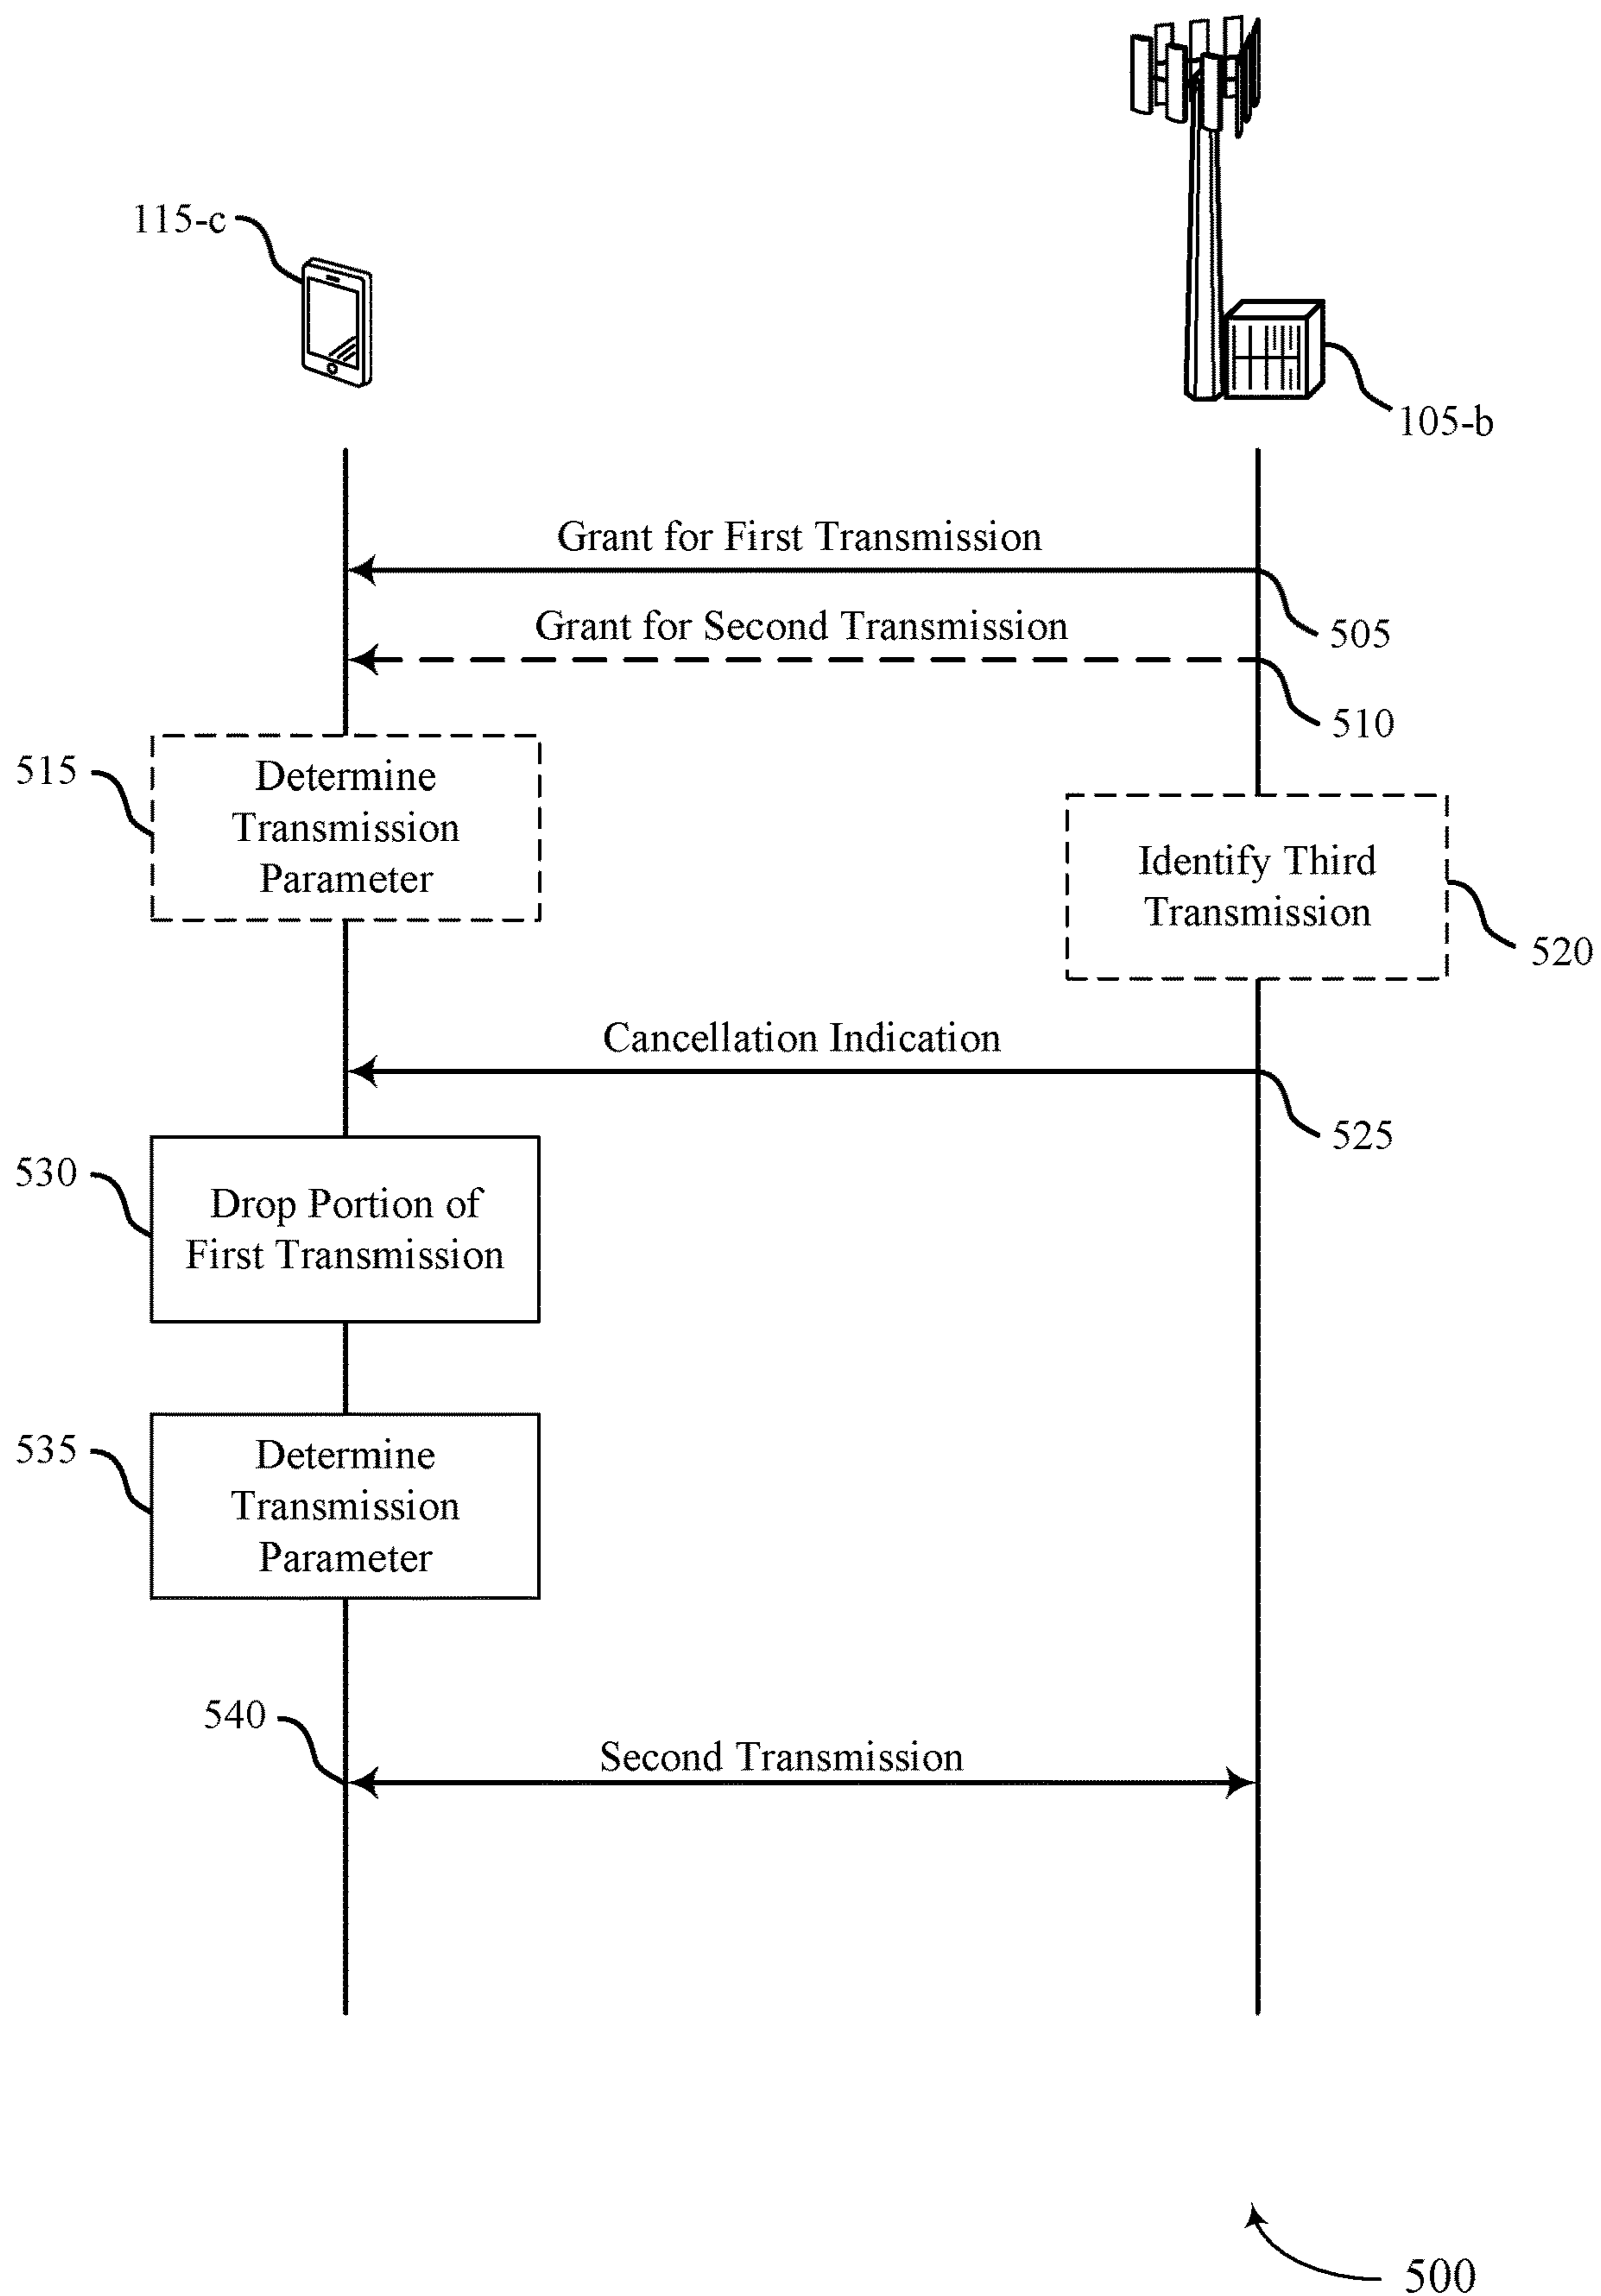 115-c
105-b
Grant for First Transmission
505
Grant for Second Transmission
510
515
Determine
Transmission
Parameter
Identify Third
Transmission
520
Cancellation Indication
525
530
Drop Portion of
First Transmission
535
Determine
Transmission
Parameter
540
Second Transmission
500